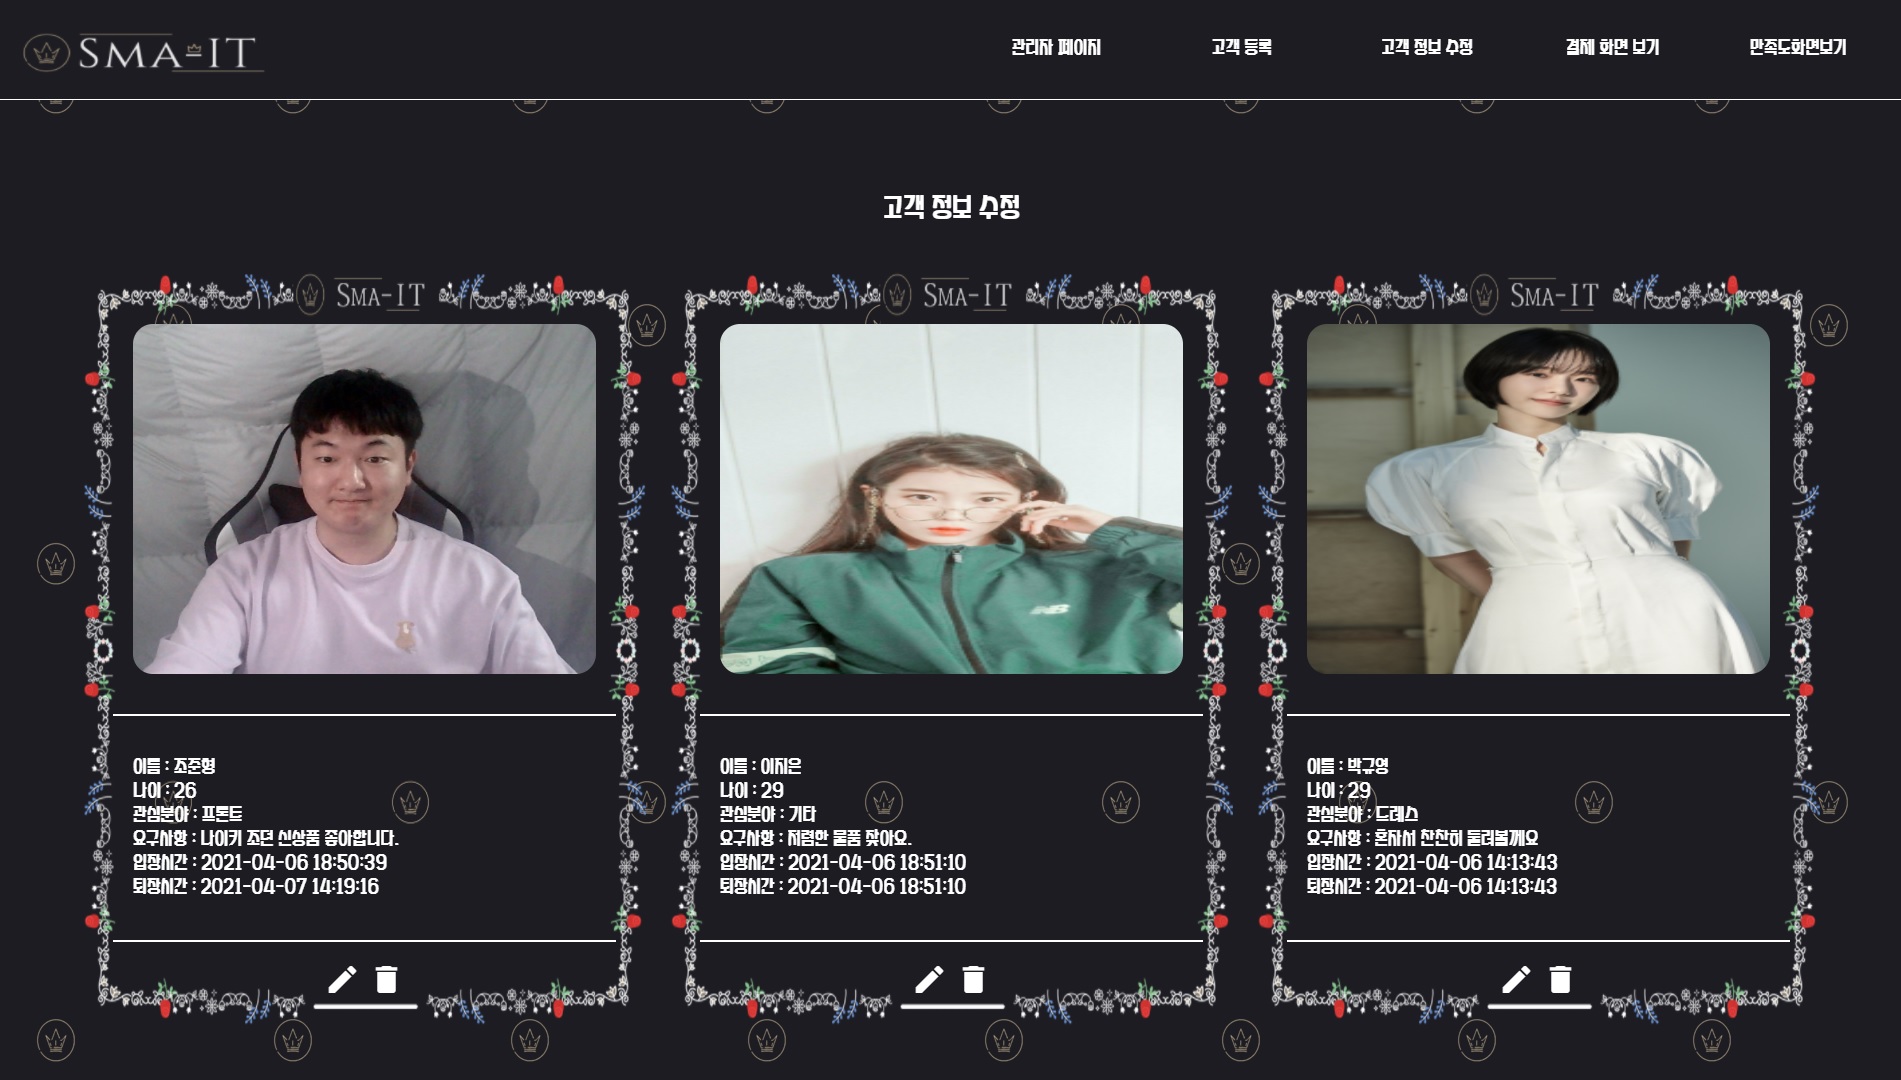 SMA-IT
관리자 페이지
고객 등록
고객 정보 수정
결제 화면 보기
만족도화면보기
고객 정보 수정
SMA-IT
SMA-IT
SMA-IT
NB
이름 : 조준형
나이 : 26
관심분야 : 프론트
요구사항 : 나이키 조던 신상품 좋아합니다.
입장시간 : 2021-04-06 18:50:39
퇴장시간 : 2021-04-07 14:19:16
이름 : 이지은
나이 : 29
관심분야 : 기타
요구사항 : 저렴한 물품 찾아요.
입장시간 : 2021-04-06 18:51:10
퇴장시간 : 2021-04-06 18:51:10
이름 : 박규영
나이 : 29
관심분야 : 드레스
요구사항 : 혼자서 찬찬히 둘러볼께요
입장시간 : 2021-04-06 14:13:43
퇴장시간 : 2021-04-06 14:13:43